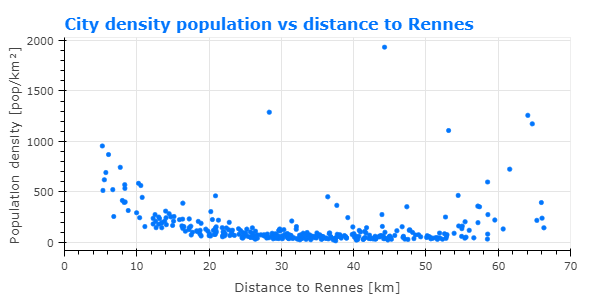 City density population vs distance to Rennes
Population density [pop/km²]
2000
1500
1000
500
0
0 10 20 30 40 50 60 70
Distance to Rennes [km]